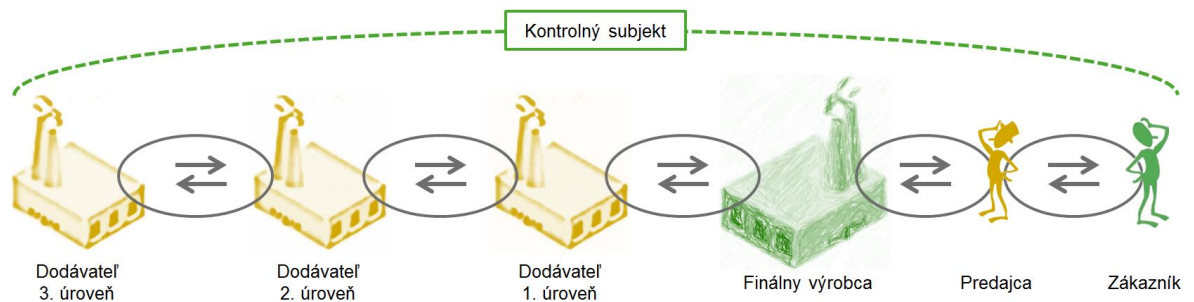 Kontrolný subjekt
Dodávateľ
3. úroveň
Dodávateľ
2. úroveň
Dodávateľ
1. úroveň
Finálny výrobca
Predajca
Zákazník